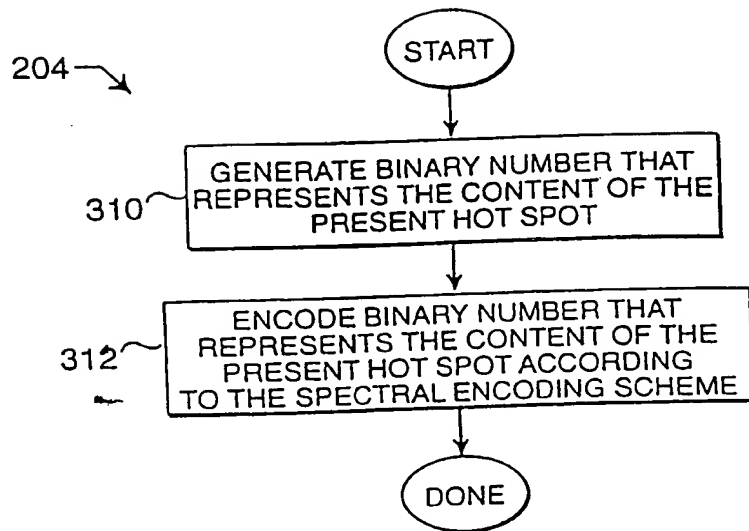 START
204
GENERATE BINARY NUMBER THAT
REPRESENTS THE CONTENT OF THE
PRESENT HOT SPOT
310
ENCODE BINARY NUMBER THAT
REPRESENTS THE CONTENT OF THE
PRESENT HOT SPOT ACCORDING
TO THE SPECTRAL ENCODING SCHEME
312
DONE